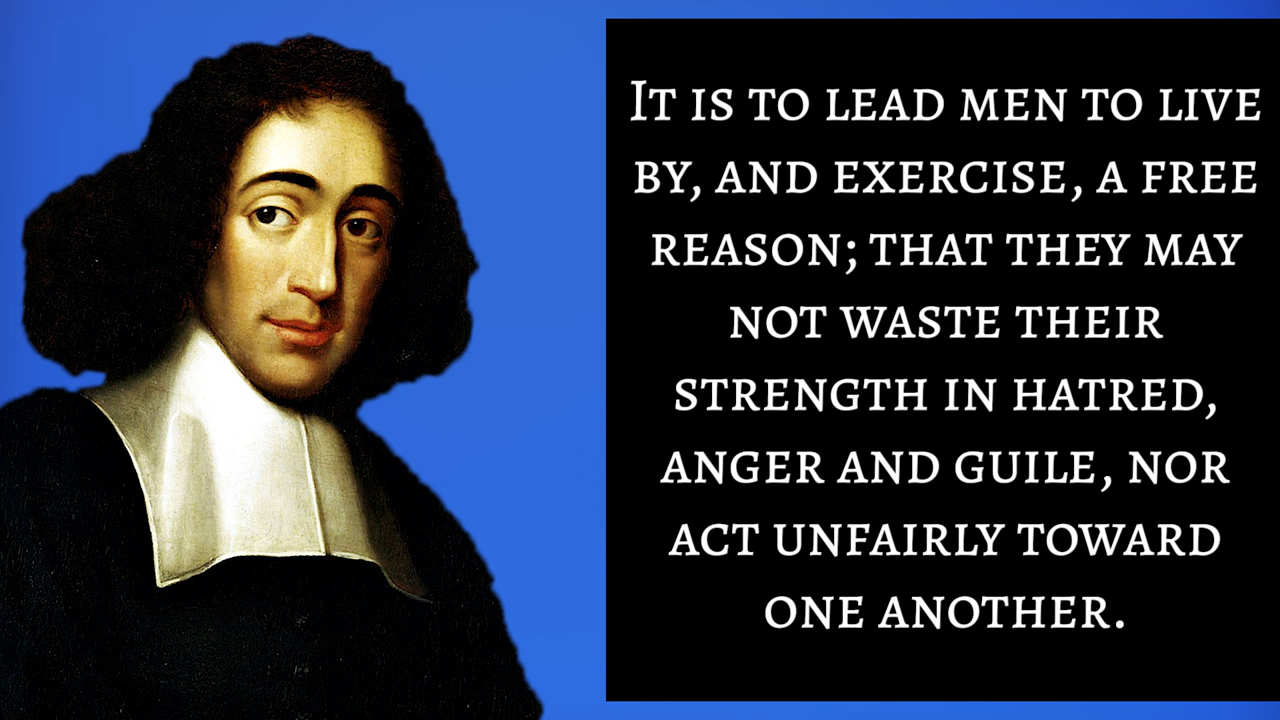 It is to lead men to live
by, and exercise, a free
reason; that they may
not waste their
strength in hatred,
anger and guile, nor
act unfairly toward
one another.